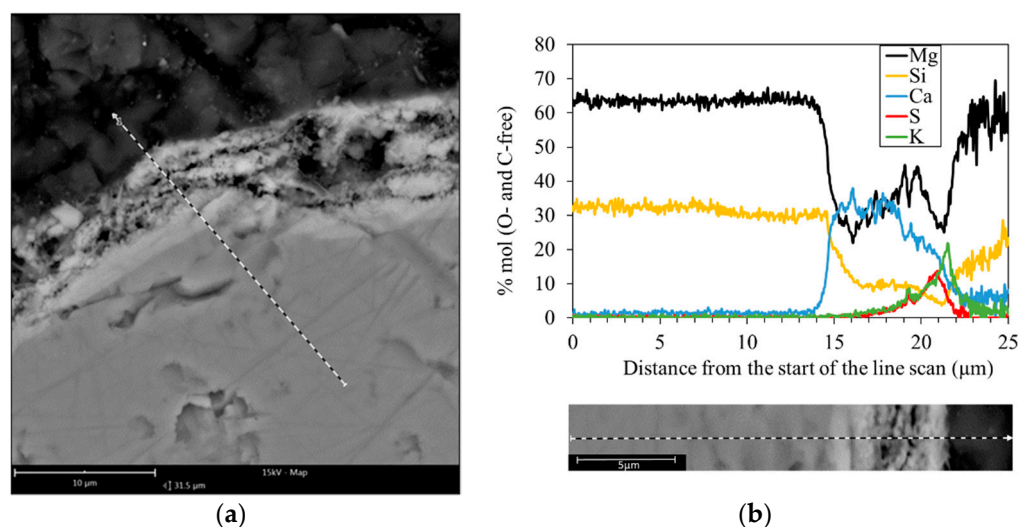 10 μm
15kV - Map
31.5 μm
(a)
80
70
60
50
40
30
20
10
0
% mol (O- and C-free)
Mg
Si
Ca
S
K
0 5 10 15 20 25
Distance from the start of the line scan (μm)
5μm
(b)